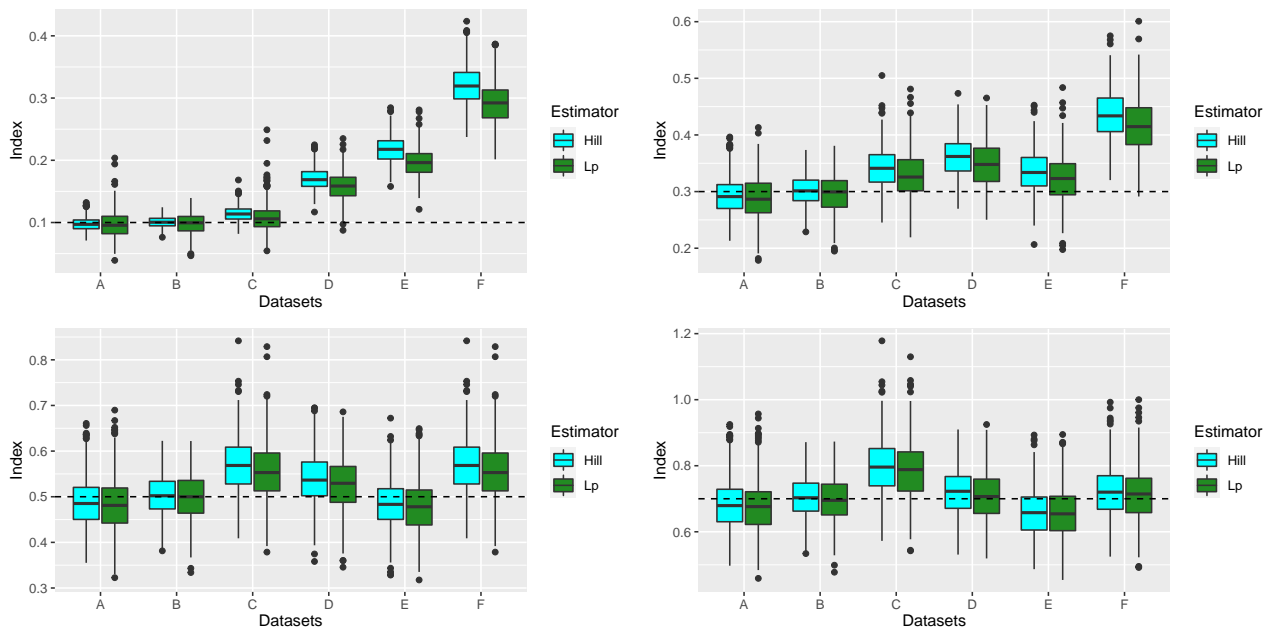 0.4
0.3
0.2
0.1
Index
A B C D E F
Datasets
Estimator
Hill
Lp
0.6
0.5
0.4
0.3
0.2
Index
A B C D E F
Datasets
Estimator
Hill
Lp
0.8
0.7
0.6
0.5
0.4
0.3
Index
A B C D E F
Datasets
Estimator
Hill
Lp
1.2
1.0
0.8
0.6
Index
A B C D E F
Datasets
Estimator
Hill
Lp